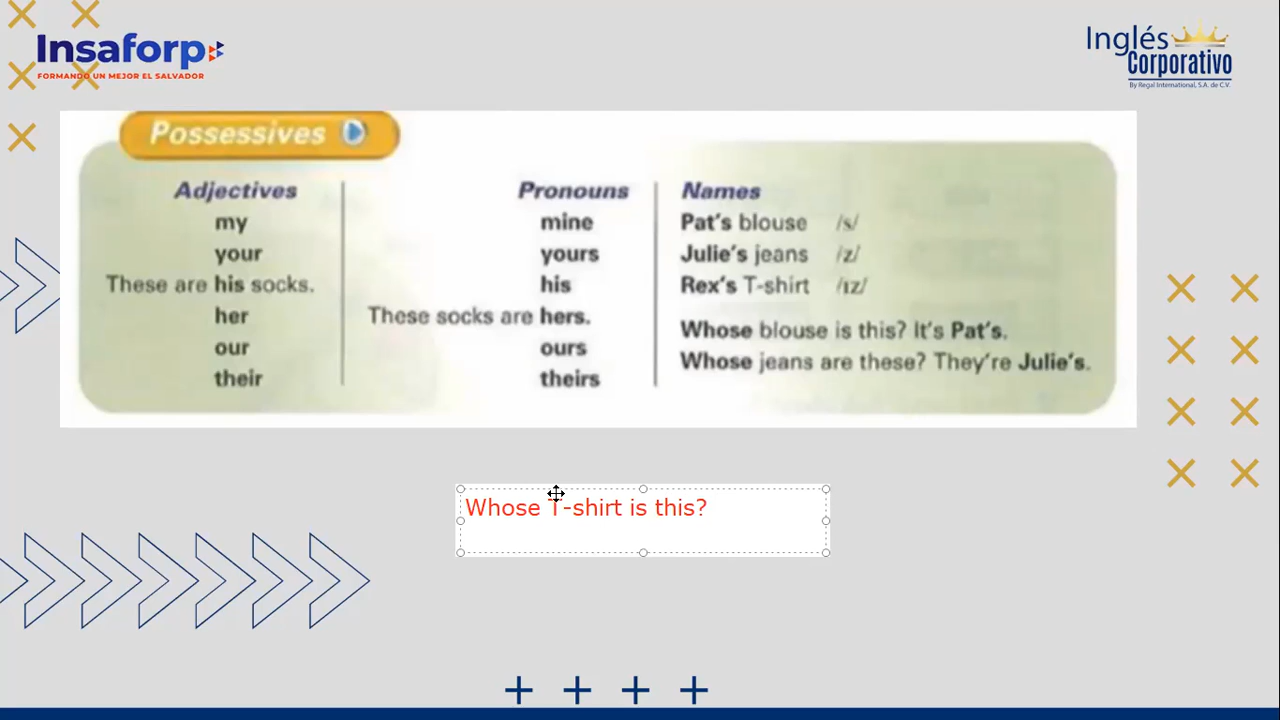 Insaforp
FORMANDO UN MEJOR EL SALVADOR
Inglés
Corporativo
By Regal International, S.A. de C.V.
Possessives
Adjectives
my
your
These are his socks.
her
our
their
Pronouns
mine
yours
his
These socks are hers.
ours
theirs
Names
Pat's blouse /s/
Julie's jeans /z/
Rex's T-shirt /ɪz/
Whose blouse is this? It's Pat's.
Whose jeans are these? They're Julie's.
Whose T-shirt is this?